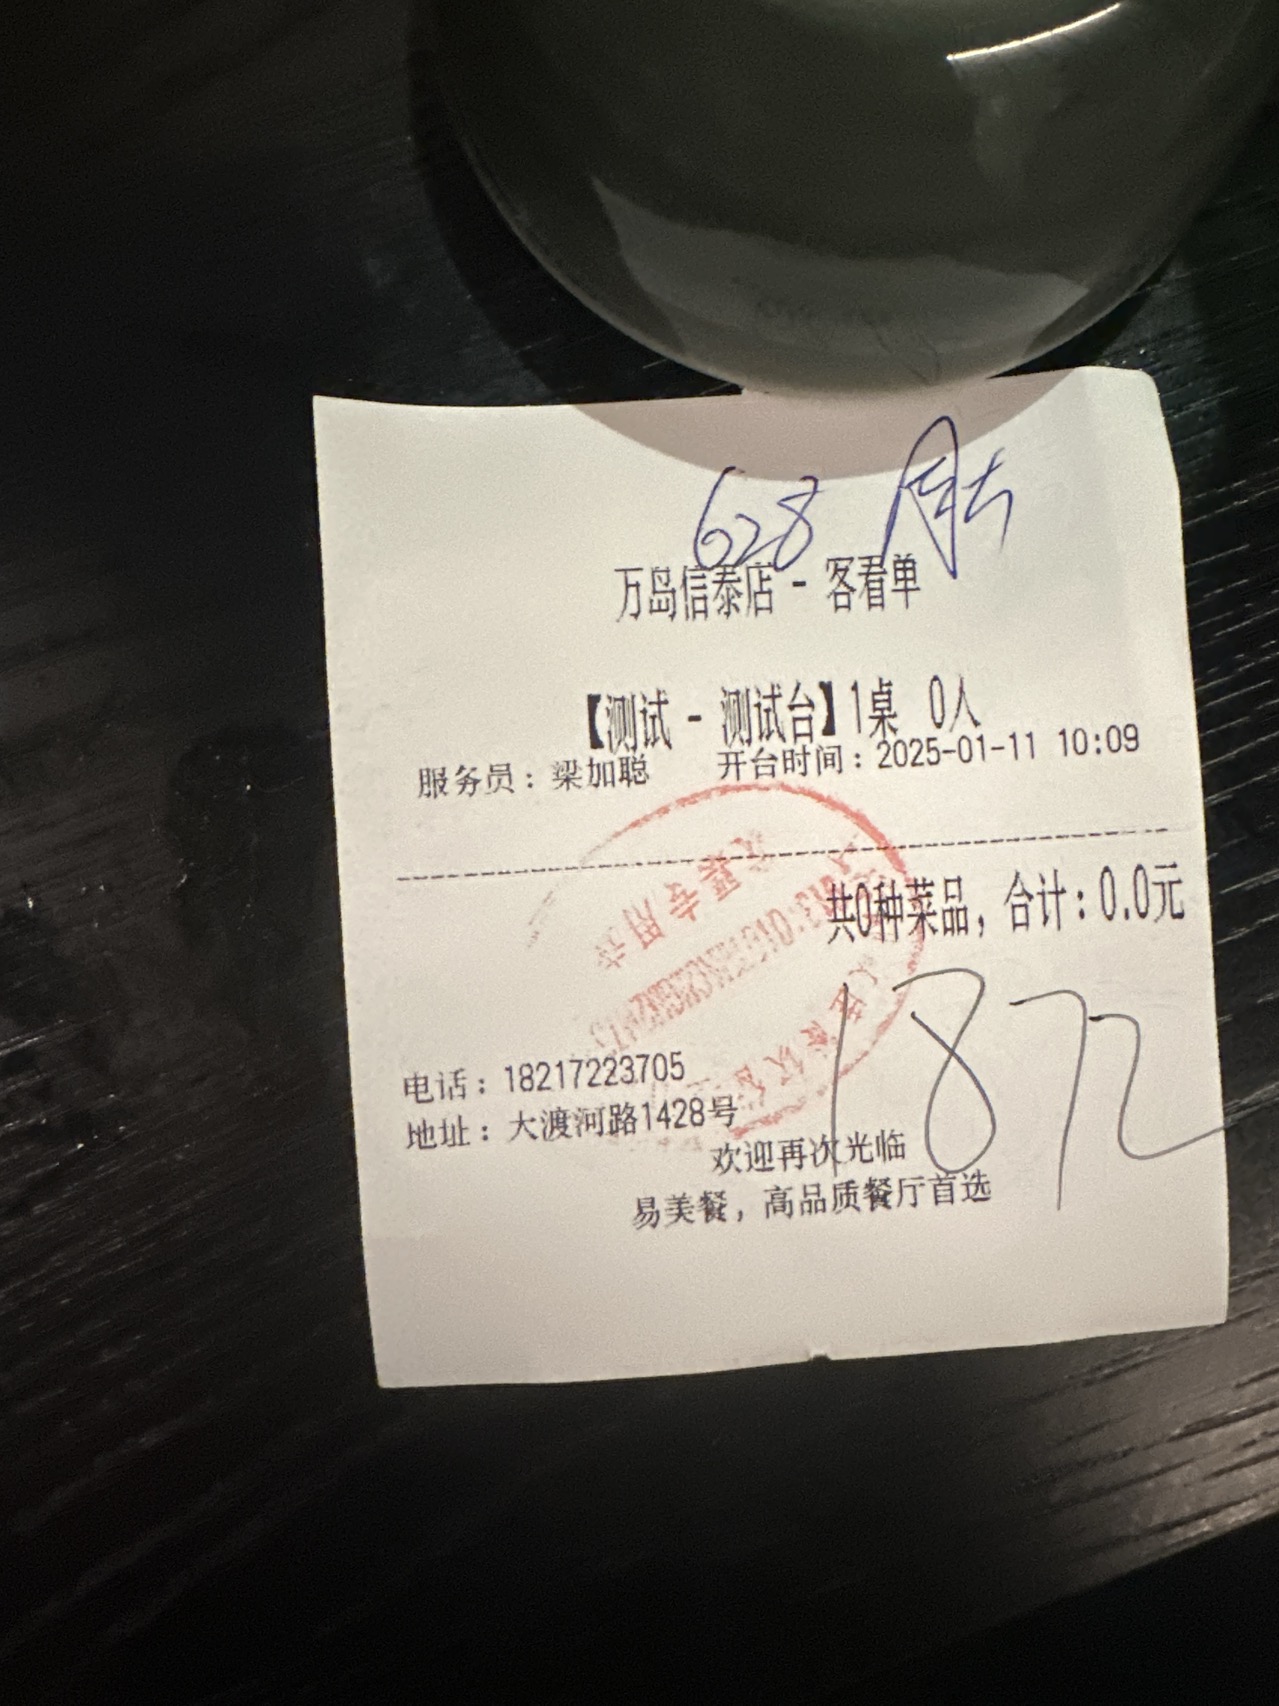 628
万岛信泰店 - 客看单
【测试 - 测试台】1桌 0人
服务员：梁加聪 开台时间：2025-01-11 10:09
共0种菜品，合计：0.0元
1872
电话：18217223705
地址：大渡河路1428号
欢迎再次光临
易美餐，高品质餐厅首选